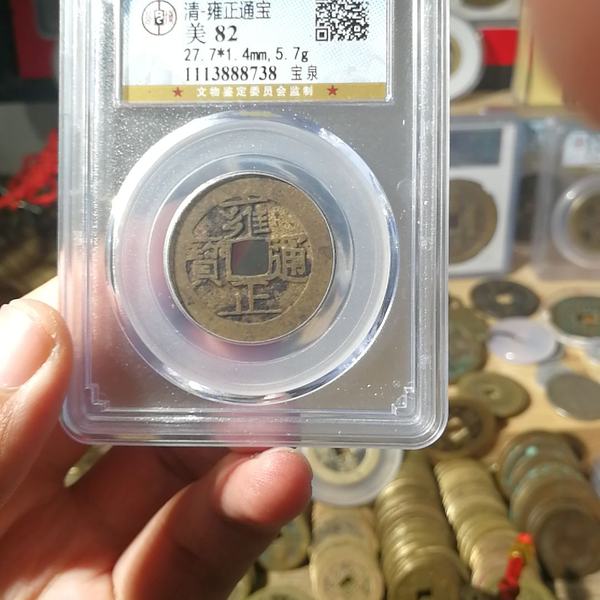 清-雍正通宝
美 82
27.7*1.4mm,5.7g
1113888738 宝泉
★ 文物鉴定委员会监制 ★
雍正通寳